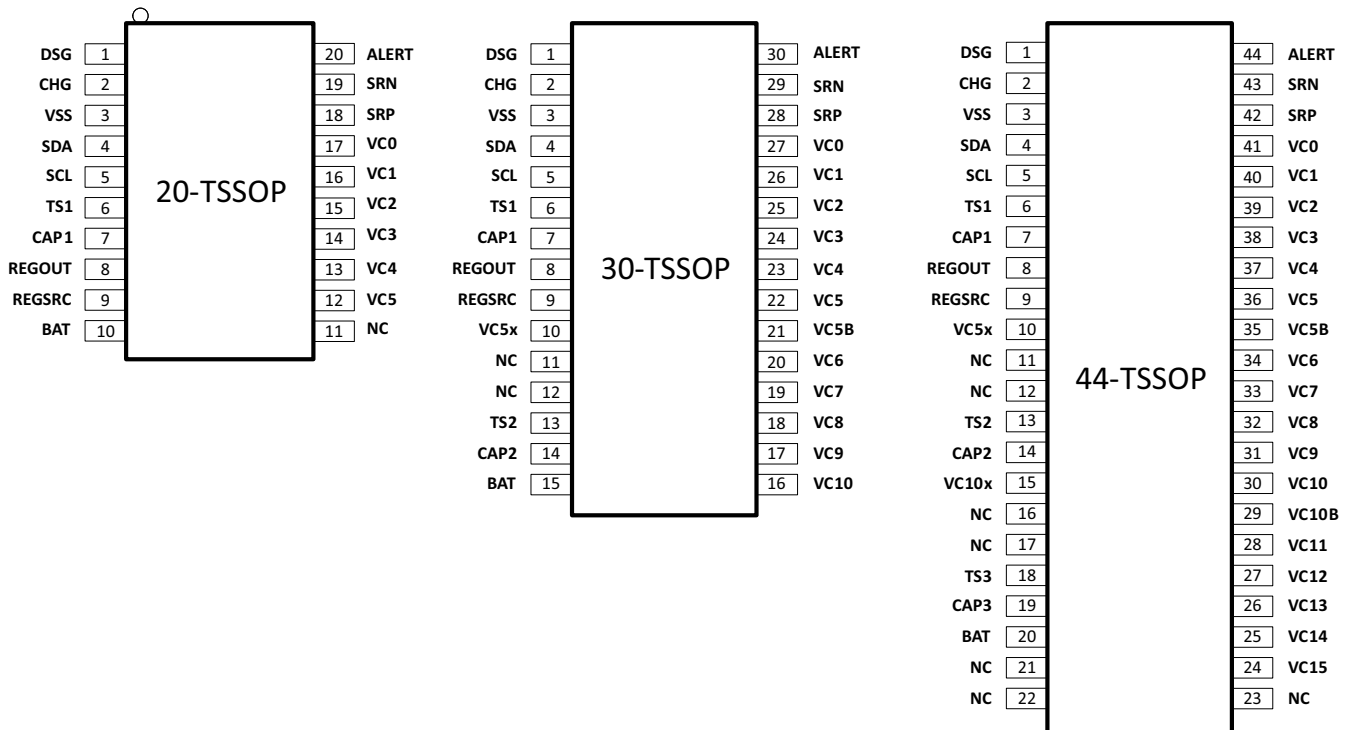 DSG 1 20 ALERT
CHG 2 19 SRN
VSS 3 18 SRP
SDA 4 17 VC0
SCL 5 16 VC1
TS1 6 15 VC2
CAP1 7 14 VC3
REGOUT 8 13 VC4
REGSRC 9 12 VC5
BAT 10 11 NC
20-TSSOP
DSG 1 30 ALERT
CHG 2 29 SRN
VSS 3 28 SRP
SDA 4 27 VC0
SCL 5 26 VC1
TS1 6 25 VC2
CAP1 7 24 VC3
REGOUT 8 23 VC4
REGSRC 9 22 VC5
VC5x 10 21 VC5B
NC 11 20 VC6
NC 12 19 VC7
TS2 13 18 VC8
CAP2 14 17 VC9
BAT 15 16 VC10
30-TSSOP
DSG 1 44 ALERT
CHG 2 43 SRN
VSS 3 42 SRP
SDA 4 41 VC0
SCL 5 40 VC1
TS1 6 39 VC2
CAP1 7 38 VC3
REGOUT 8 37 VC4
REGSRC 9 36 VC5
VC5x 10 35 VC5B
NC 11 34 VC6
NC 12 33 VC7
TS2 13 32 VC8
CAP2 14 31 VC9
VC10x 15 30 VC10
NC 16 29 VC10B
NC 17 28 VC11
TS3 18 27 VC12
CAP3 19 26 VC13
BAT 20 25 VC14
NC 21 24 VC15
NC 22 23 NC
44-TSSOP